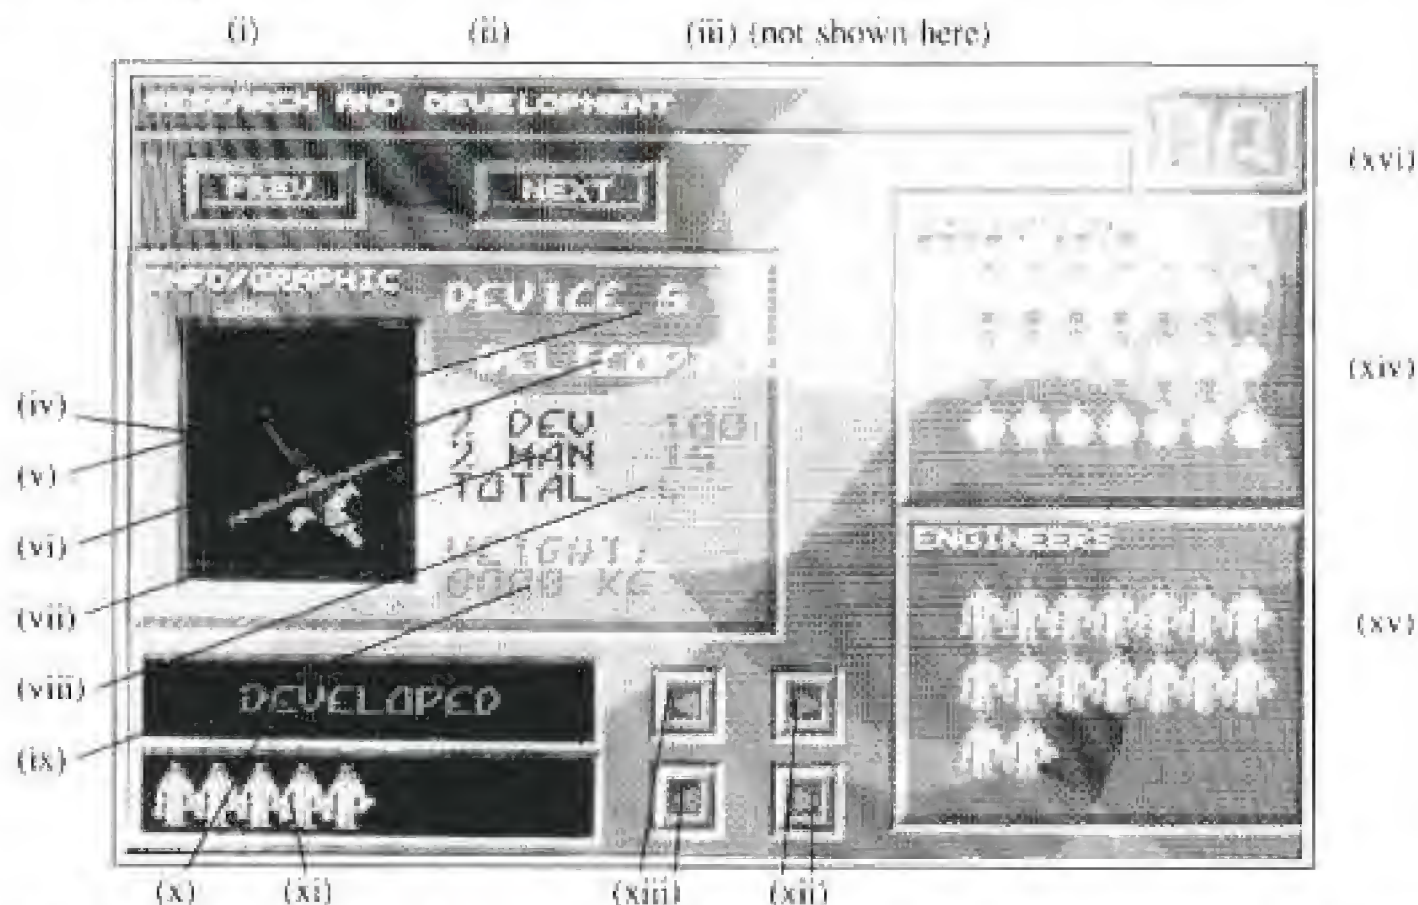 (i) (ii) (iii) (not shown here)
RESEARCH AND DEVELOPMENT
PREV NEXT
(xvi)
INFO/GRAPHIC
DEVICE 6
(xiv)
(iv)
(v)
(vi)
(vii)
(viii)
(ix)
% DEV 100
% MAN
TOTAL
WEIGHT:
ENGINEERS
(xv)
DEVELOPED
(x) (xi) (xiii) (xii)